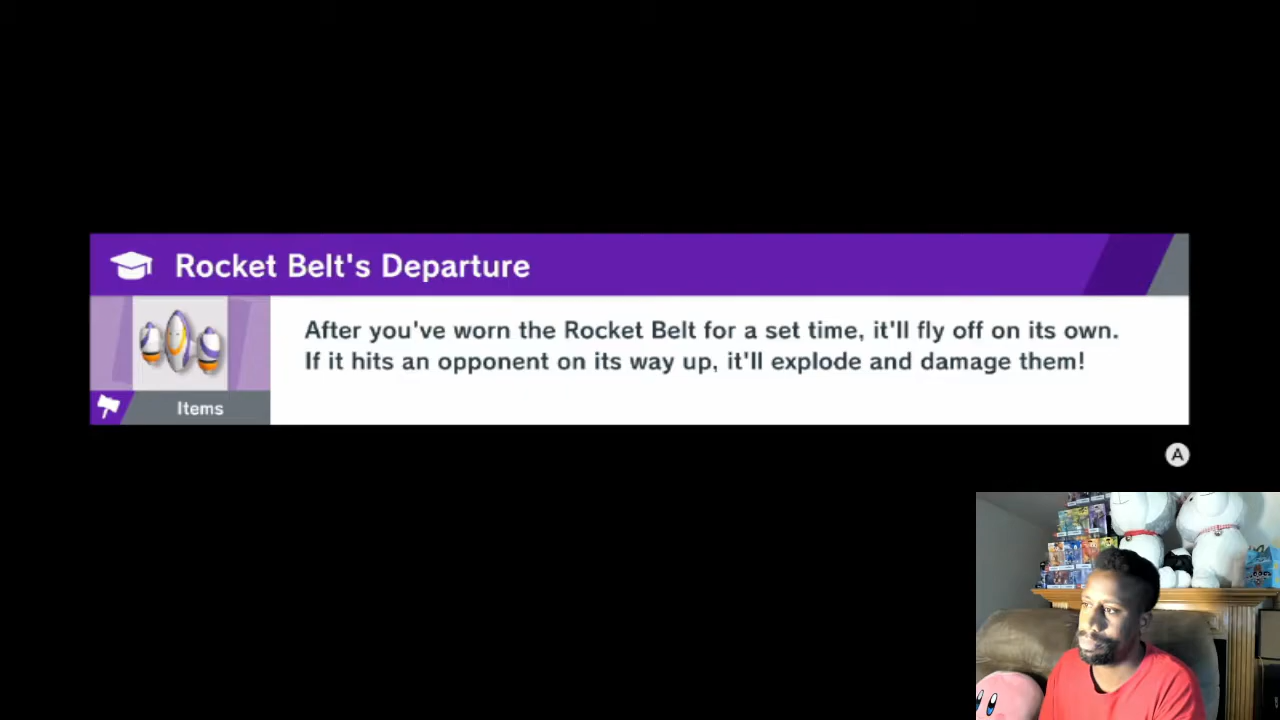 Rocket Belt's Departure
After you've worn the Rocket Belt for a set time, it'll fly off on its own.
If it hits an opponent on its way up, it'll explode and damage them!
Items
A